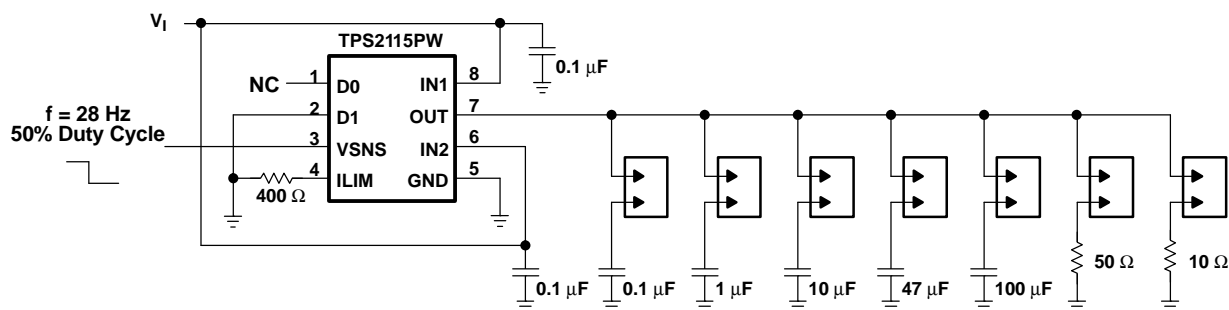 VI
TPS2115PW
0.1 μF
NC
1 D0 IN1 8
f = 28 Hz
50% Duty Cycle
2 D1 OUT 7
3 VSNS IN2 6
4 ILIM GND 5
400 Ω
0.1 μF
0.1 μF
1 μF
10 μF
47 μF
100 μF
50 Ω
10 Ω